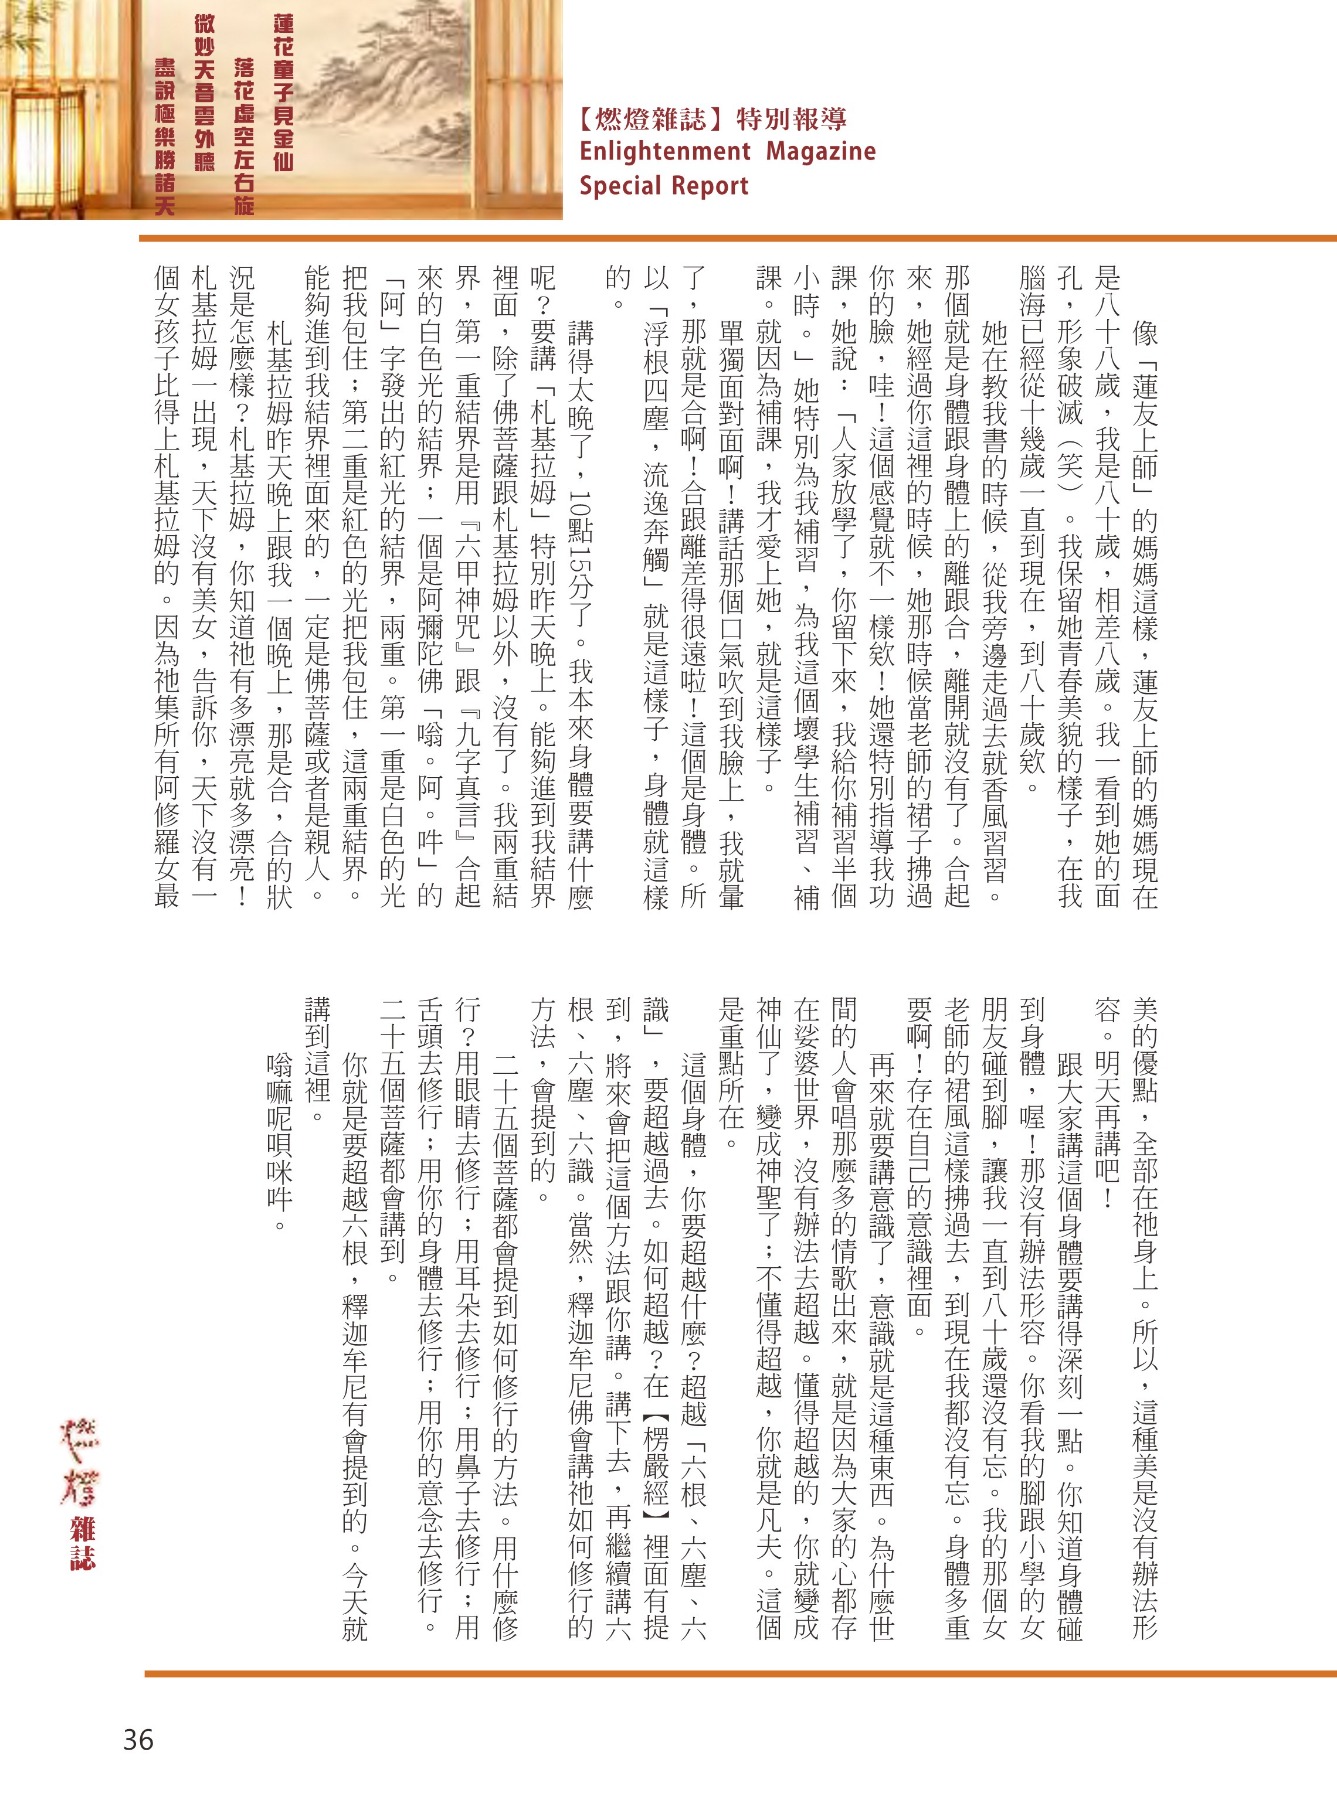 蓮花童子見金仙
落花虛空左右旋
微妙天音雲外聽
盡說極樂勝諸天
【燃燈雜誌】特別報導
Enlightenment Magazine
Special Report
像「蓮友上師」的媽媽這樣，蓮友上師的媽媽現在
是八十八歲，我是八十歲，相差八歲。我一看到她的面
孔，形象破滅（笑）。我保留她青春美貌的樣子，在我
腦海已經從十幾歲一直到現在，到八十歲欸。
她在教我書的時候，從我旁邊走過去就香風習習。
那個就是身體跟身體上的離跟合，離開就沒有了。合起
來，她經過你這裡的時候，她那時候當老師的裙子拂過
你的臉，哇！這個感覺就不一樣欸！她還特別指導我功
課，她說：「人家放學了，你留下來，我給你補習半個
小時。」她特別為我補習，為我這個壞學生補習、補
課。就因為補課，我才愛上她，就是這樣子。
單獨面對面啊！講話那個口氣吹到我臉上，我就暈
了，那就是合啊！合跟離差得很遠啦！這個是身體。所
以「浮根四塵，流逸奔觸」就是這樣子，身體就這樣
的。
講得太晚了，10點15分了。我本來身體要講什麼
呢？要講「札基拉姆」特別昨天晚上。能夠進到我結界
裡面，除了佛菩薩跟札基拉姆以外，沒有了。我兩重結
界，第一重結界是用『六甲神咒』跟『九字真言』合起
來的白色光的結界；一個是阿彌陀佛「嗡。阿。吽」的
「阿」字發出的紅光的結界，兩重。第一重是白色的光
把我包住；第二重是紅色的光把我包住，這兩重結界。
能夠進到我結界裡面來的，一定是佛菩薩或者是親人。
札基拉姆昨天晚上跟我一個晚上，那是合，合的狀
況是怎麼樣？札基拉姆，你知道祂有多漂亮就多漂亮！
札基拉姆一出現，天下沒有美女，告訴你，天下沒有一
個女孩子比得上札基拉姆的。因為祂集所有阿修羅女最
美的優點，全部在祂身上。所以，這種美是沒有辦法形
容。明天再講吧！
跟大家講這個身體要講得深刻一點。你知道身體碰
到身體，喔！那沒有辦法形容。你看我的腳跟小學的女
朋友碰到腳，讓我一直到八十歲還沒有忘。我的那個女
老師的裙風這樣拂過去，到現在我都沒有忘。身體多重
要啊！存在自己的意識裡面。
再來就要講意識了，意識就是這種東西。為什麼世
間的人會唱那麼多的情歌出來，就是因為大家的心都存
在娑婆世界，沒有辦法去超越。懂得超越的，你就變成
神仙了，變成神聖了；不懂得超越，你就是凡夫。這個
是重點所在。
這個身體，你要超越什麼？超越「六根、六塵、六
識」，要超越過去。如何超越？在【楞嚴經】裡面有提
到，將來會把這個方法跟你講。講下去，再繼續講六
根、六塵、六識。當然，釋迦牟尼佛會講祂如何修行的
方法，會提到的。
二十五個菩薩都會提到如何修行的方法。用什麼修
行？用眼睛去修行；用耳朵去修行；用鼻子去修行；用
舌頭去修行；用你的身體去修行；用你的意念去修行。
二十五個菩薩都會講到。
你就是要超越六根，釋迦牟尼有會提到的。今天就
講到這裡。
嗡嘛呢唄咪吽。
燃燈
雜誌
36